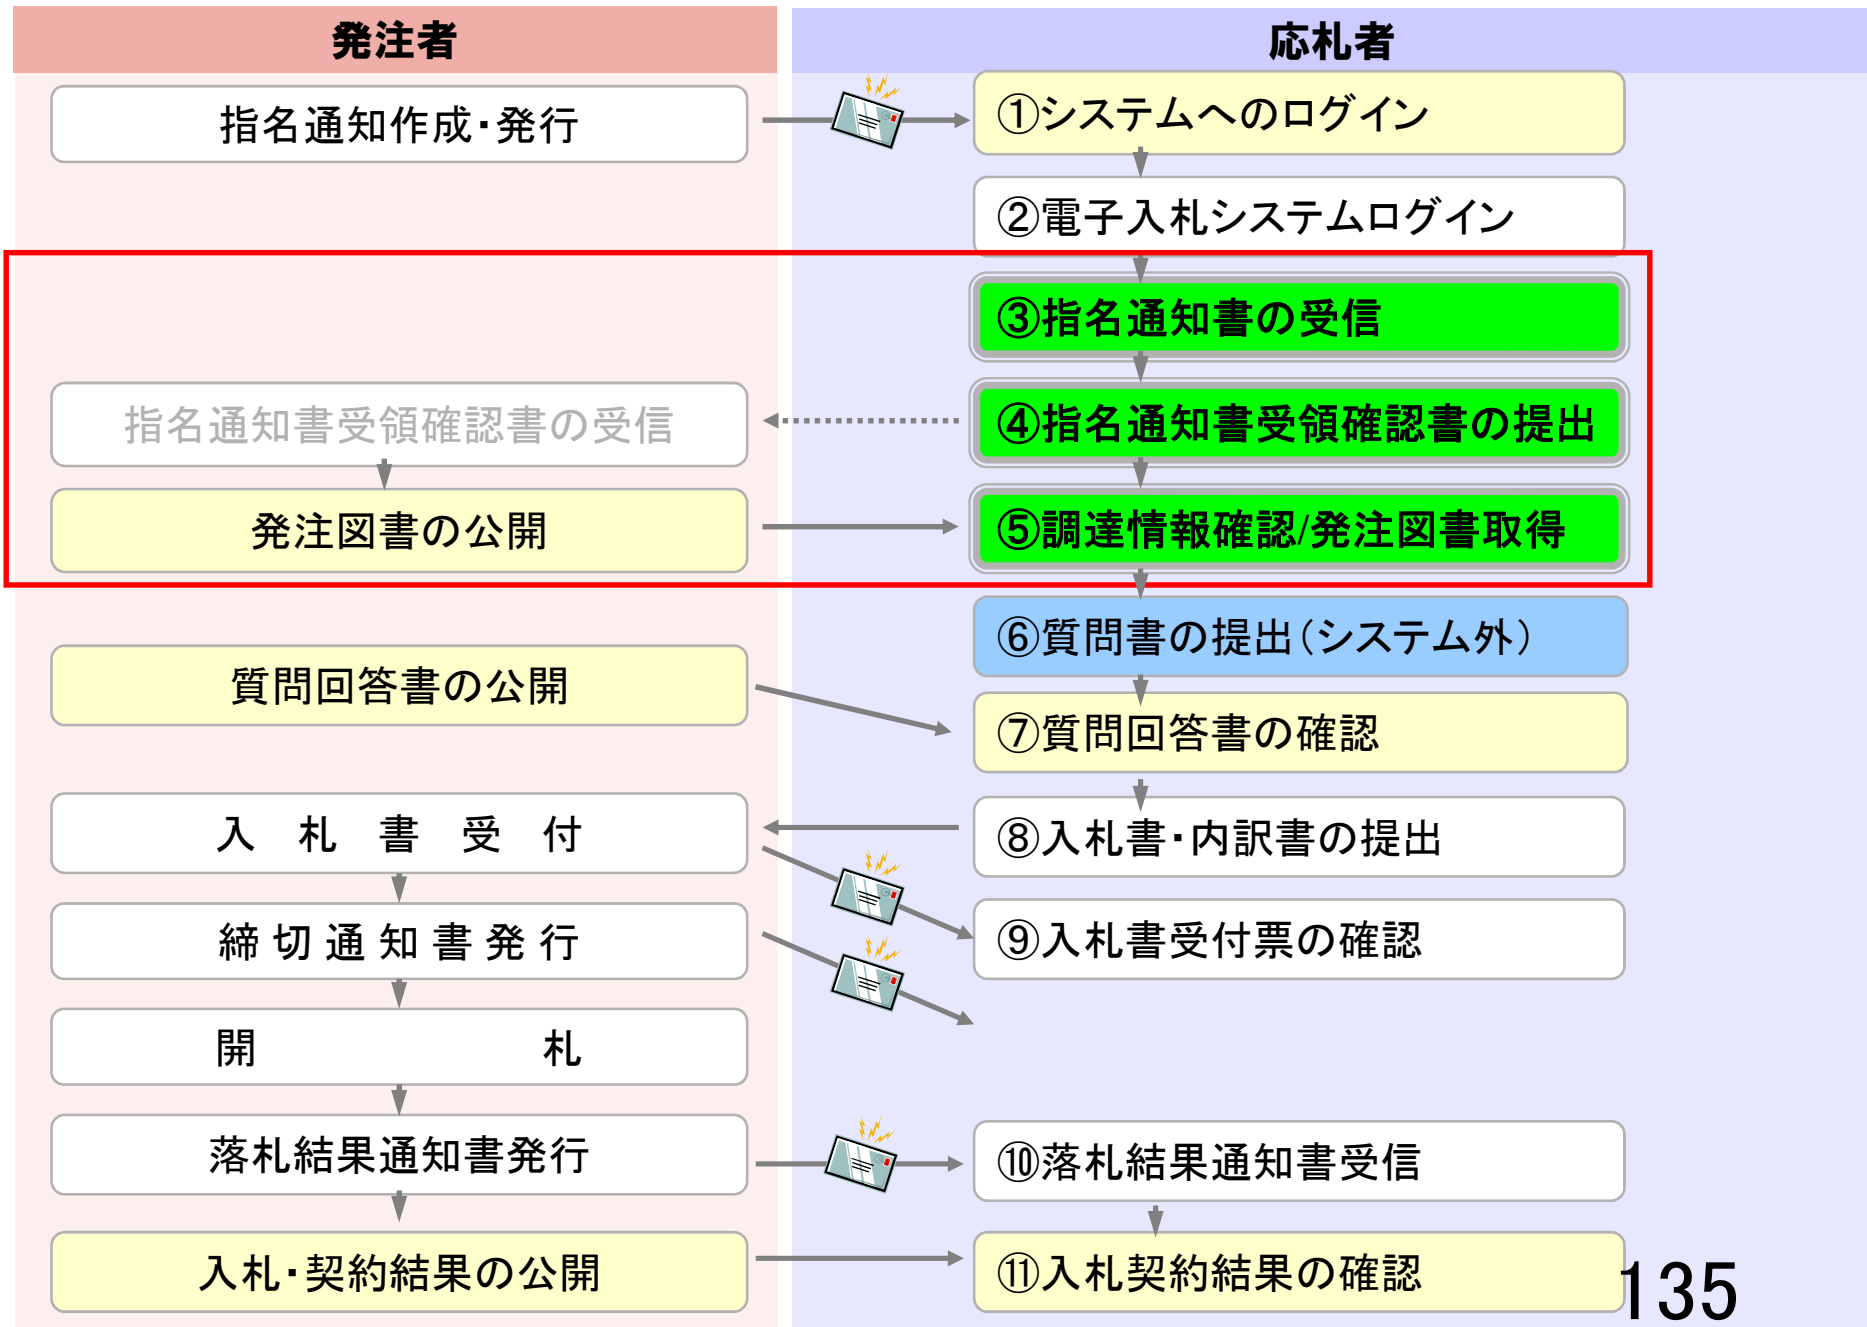 発注者
応札者
指名通知作成・発行
①システムへのログイン
②電子入札システムログイン
③指名通知書の受信
指名通知書受領確認書の受信
④指名通知書受領確認書の提出
発注図書の公開
⑤調達情報確認/発注図書取得
⑥質問書の提出（システム外）
質問回答書の公開
⑦質問回答書の確認
入　札　書　受　付
⑧入札書・内訳書の提出
締 切 通 知 書 発 行
⑨入札書受付票の確認
開　　　　　　　札
落札結果通知書発行
⑩落札結果通知書受信
入札・契約結果の公開
⑪入札契約結果の確認
135